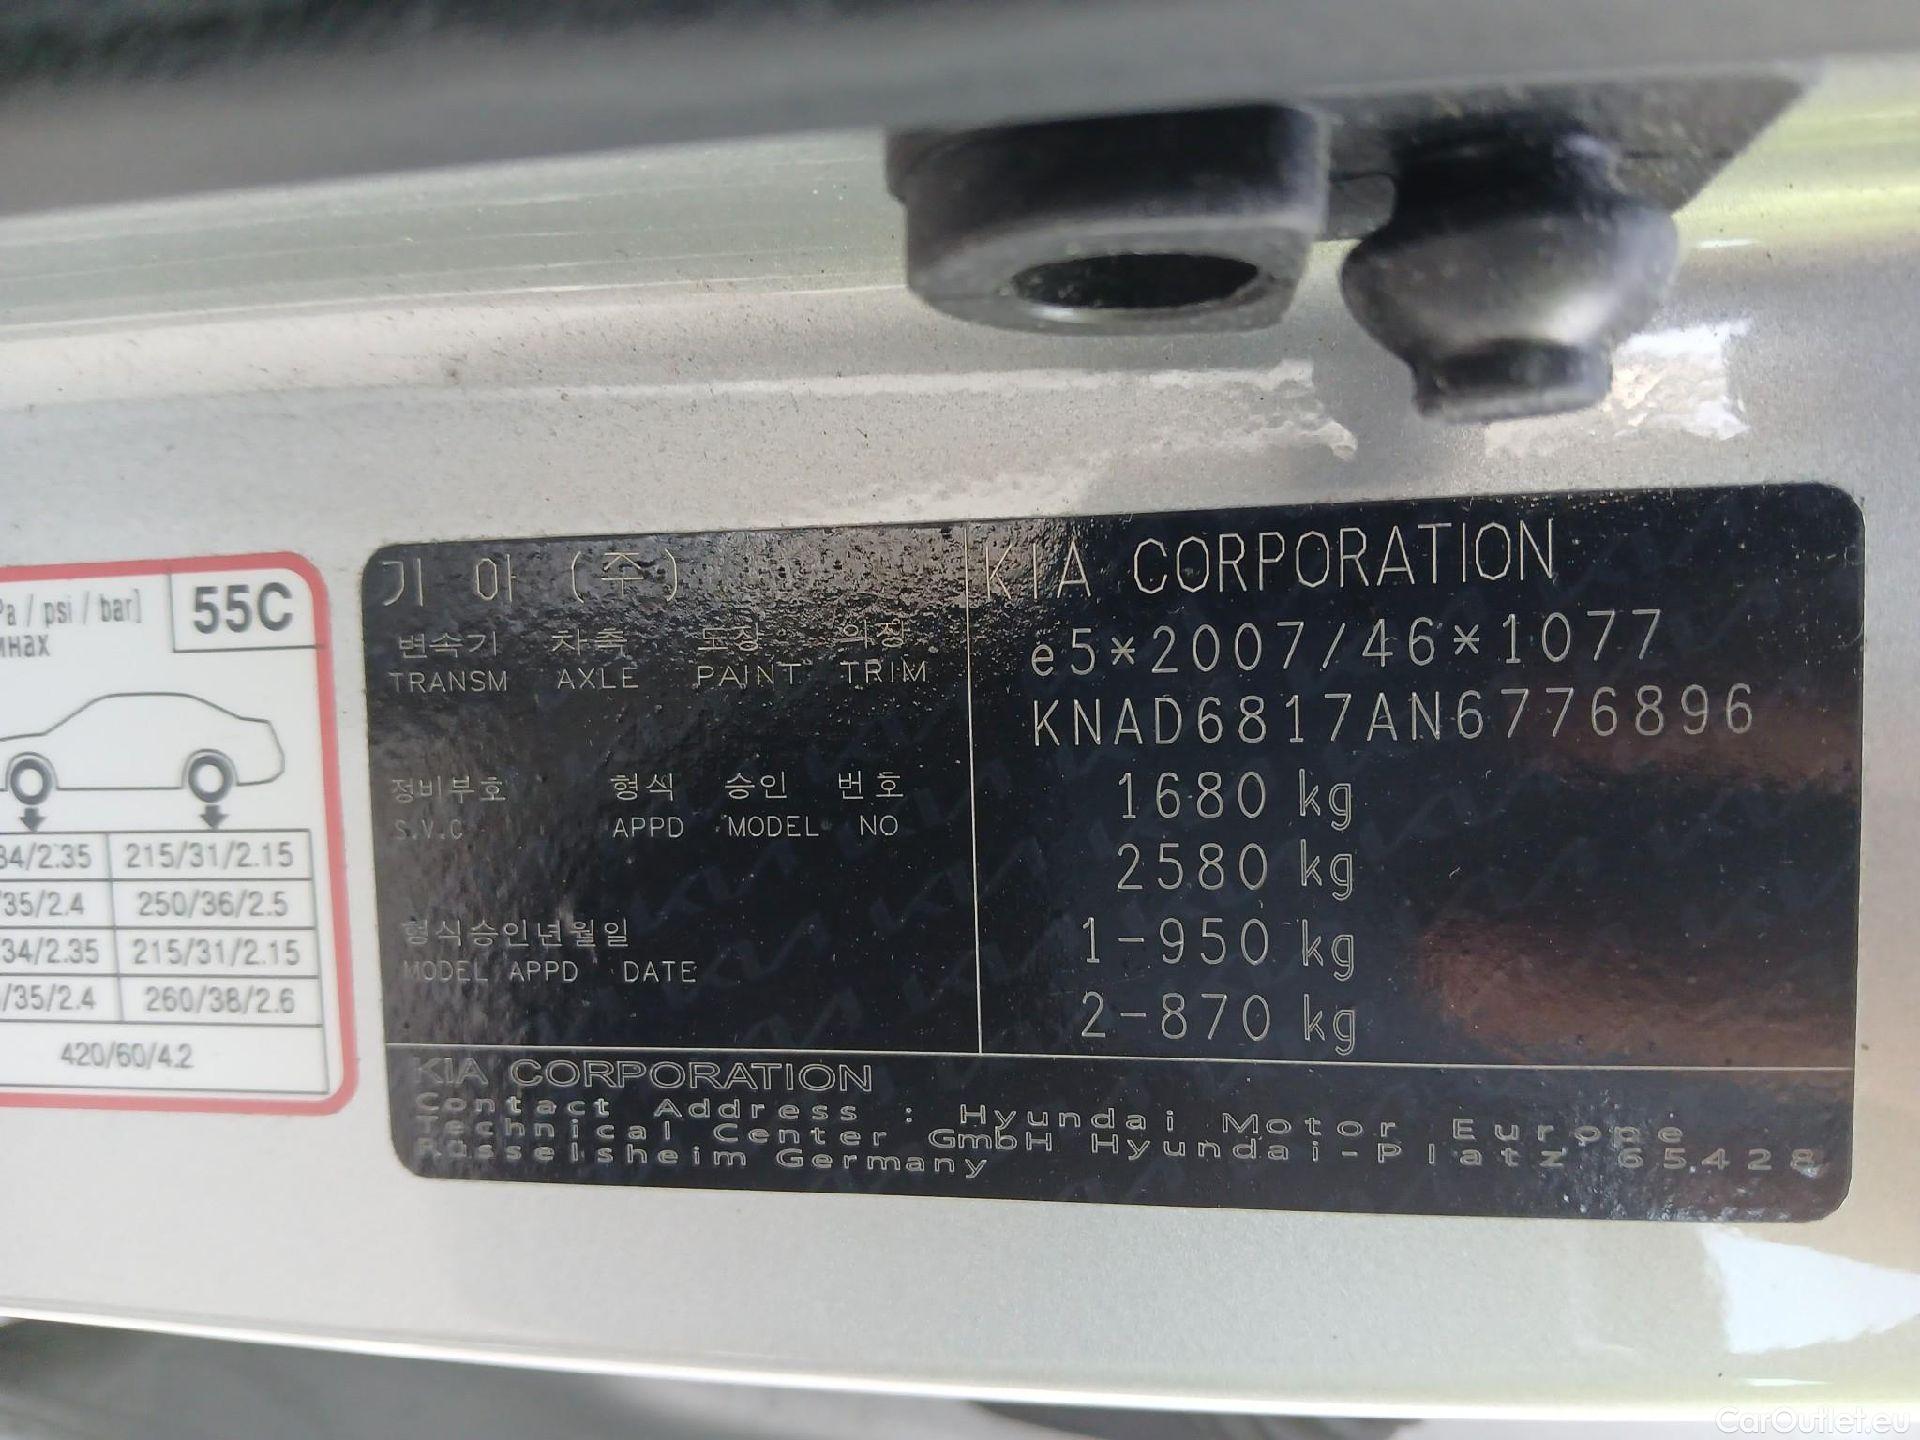 Pa / psi / bar]
55C
34/2.35 215/31/2.15
/35/2.4 250/36/2.5
/34/2.35 215/31/2.15
/35/2.4 260/38/2.6
420/60/4.2
기 아 (주)
변속기 차축 도장 의장
TRANSM AXLE PAINT TRIM
정비부호 형식 승인 번호
S.V.C APPD MODEL NO
형식승인년월일
MODEL APPD DATE
KIA CORPORATION
e5*2007/46*1077
KNAD6817AN6776896
1680 kg
2580 kg
1-950 kg
2-870 kg
KIA CORPORATION
Contact Address : Hyundai Motor Europe
Technical Center GmbH Hyundai-Platz 65428
Russelsheim Germany
CarOutlet.eu